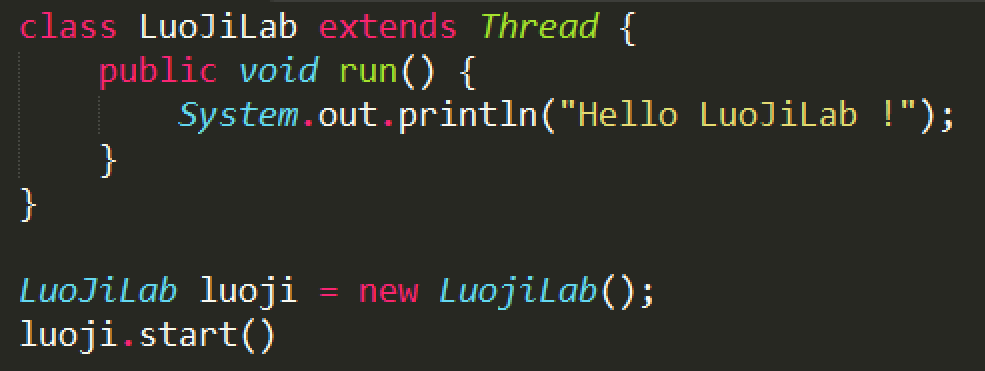 class LuoJiLab extends Thread {
    public void run() {
        System.out.println("Hello LuoJiLab !");
    }
}

LuoJiLab luoji = new LuojiLab();
luoji.start()